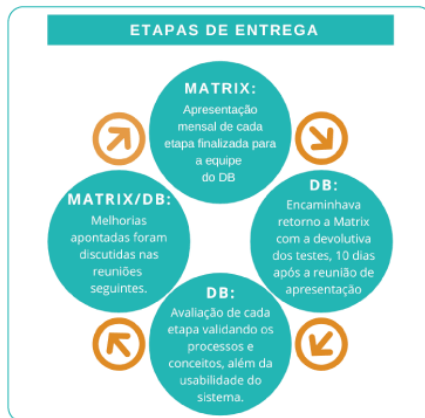 ETAPAS DE ENTREGA
MATRIX:
Apresentação
mensal de cada
etapa finalizada para
a equipe
do DB
DB:
Encaminhava
retorno a Matrix
com a devolutiva
dos testes, 10 dias
após a reunião de
apresentação
DB:
Avaliação de cada
etapa validando os
processos e
conceitos, além da
usabilidade do
sistema.
MATRIX/DB:
Melhorias
apontadas foram
discutidas nas
reuniões
seguintes.